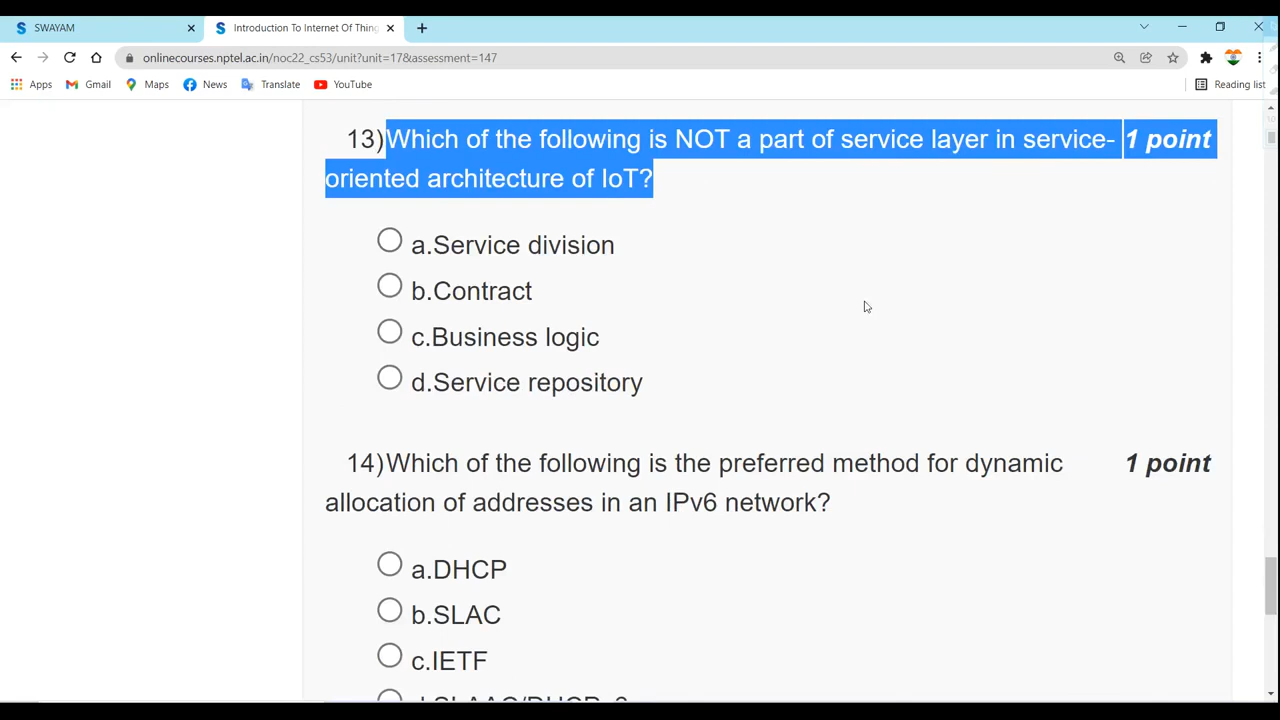 SWAYAM
Introduction To Internet Of Thing
onlinecourses.nptel.ac.in/noc22_cs53/unit?unit=17&assessment=147
Apps Gmail Maps News Translate YouTube Reading list
13)Which of the following is NOT a part of service layer in service- 1 point
oriented architecture of IoT?
a.Service division
b.Contract
c.Business logic
d.Service repository
14)Which of the following is the preferred method for dynamic 1 point
allocation of addresses in an IPv6 network?
a.DHCP
b.SLAC
c.IETF